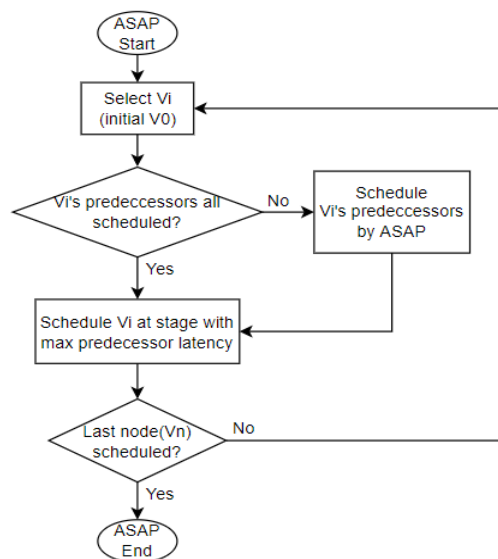 ASAP
Start
Select Vi
(initial V0)
Vi's predeccessors all
scheduled?
No
Schedule
Vi's predeccessors
by ASAP
Yes
Schedule Vi at stage with
max predecessor latency
Last node(Vn)
scheduled?
No
Yes
ASAP
End